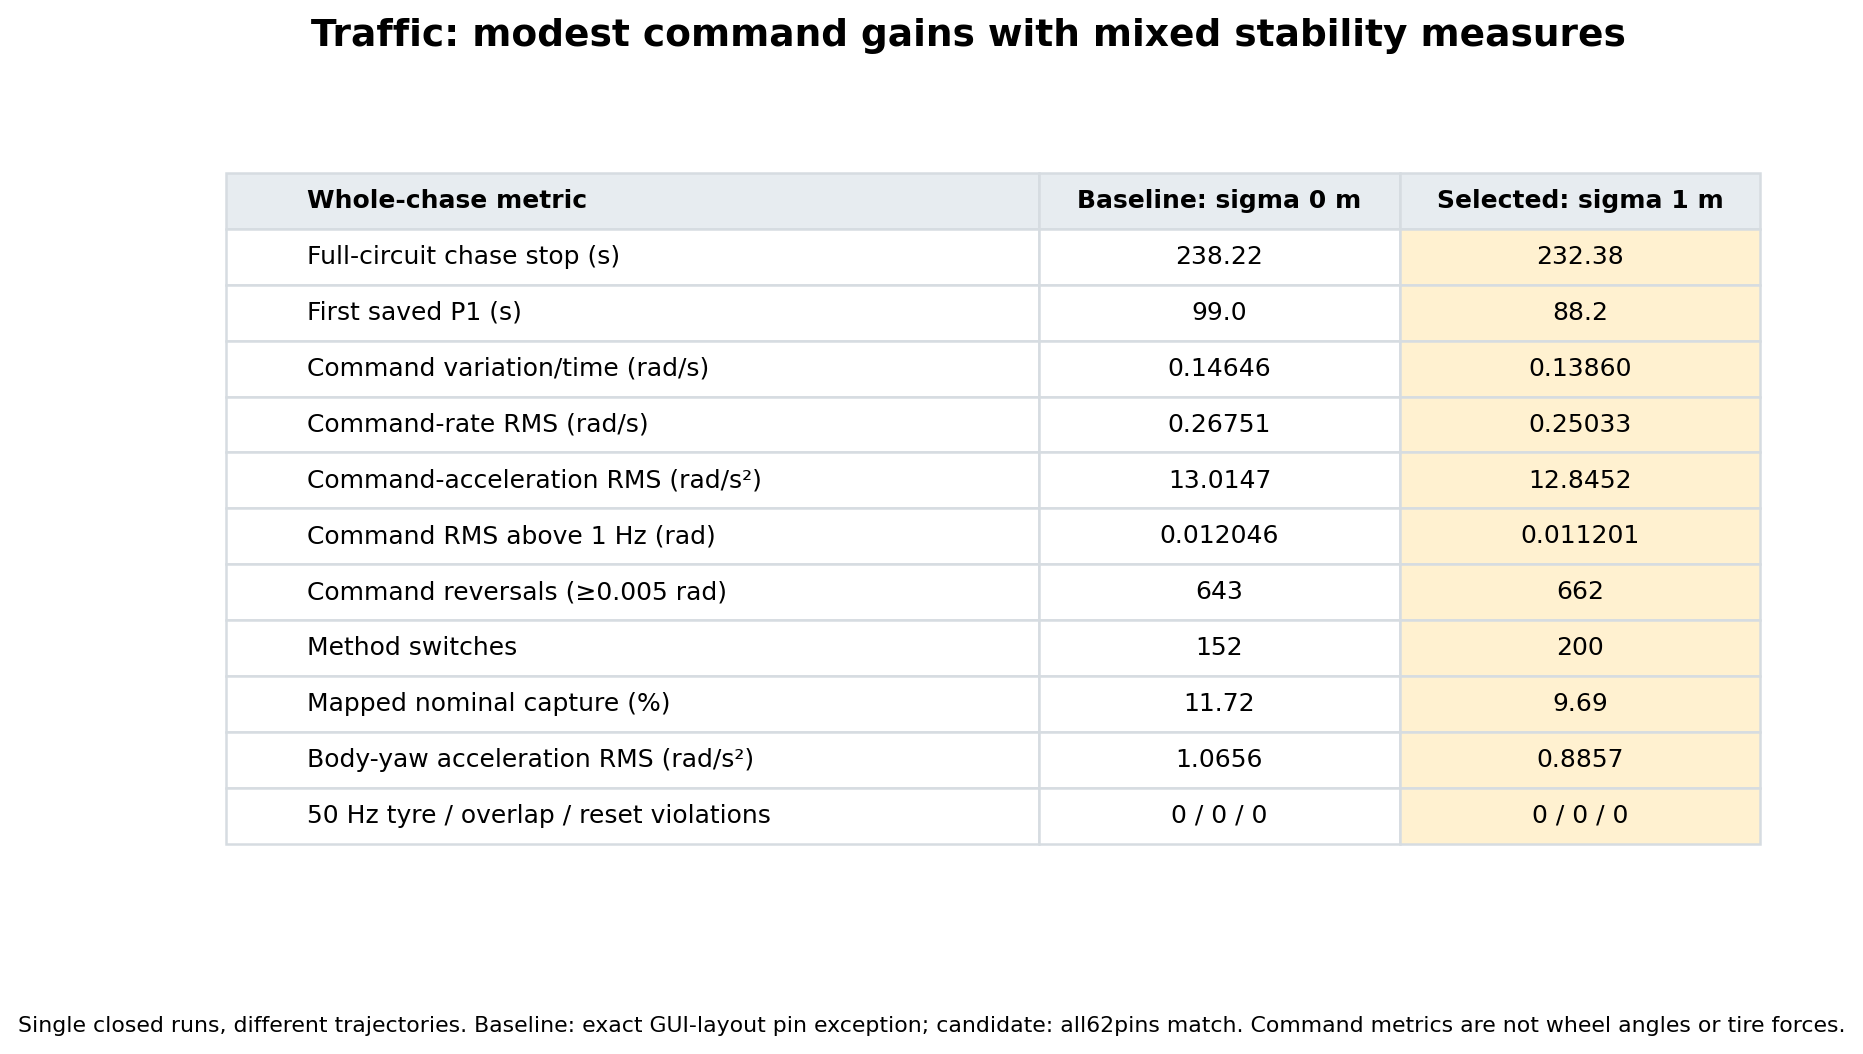 Traffic: modest command gains with mixed stability measures
Whole-chase metric Baseline: sigma 0 m Selected: sigma 1 m
Full-circuit chase stop (s) 238.22 232.38
First saved P1 (s) 99.0 88.2
Command variation/time (rad/s) 0.14646 0.13860
Command-rate RMS (rad/s) 0.26751 0.25033
Command-acceleration RMS (rad/s²) 13.0147 12.8452
Command RMS above 1 Hz (rad) 0.012046 0.011201
Command reversals (≥0.005 rad) 643 662
Method switches 152 200
Mapped nominal capture (%) 11.72 9.69
Body-yaw acceleration RMS (rad/s²) 1.0656 0.8857
50 Hz tyre / overlap / reset violations 0 / 0 / 0 0 / 0 / 0
Single closed runs, different trajectories. Baseline: exact GUI-layout pin exception; candidate: all62pins match. Command metrics are not wheel angles or tire forces.